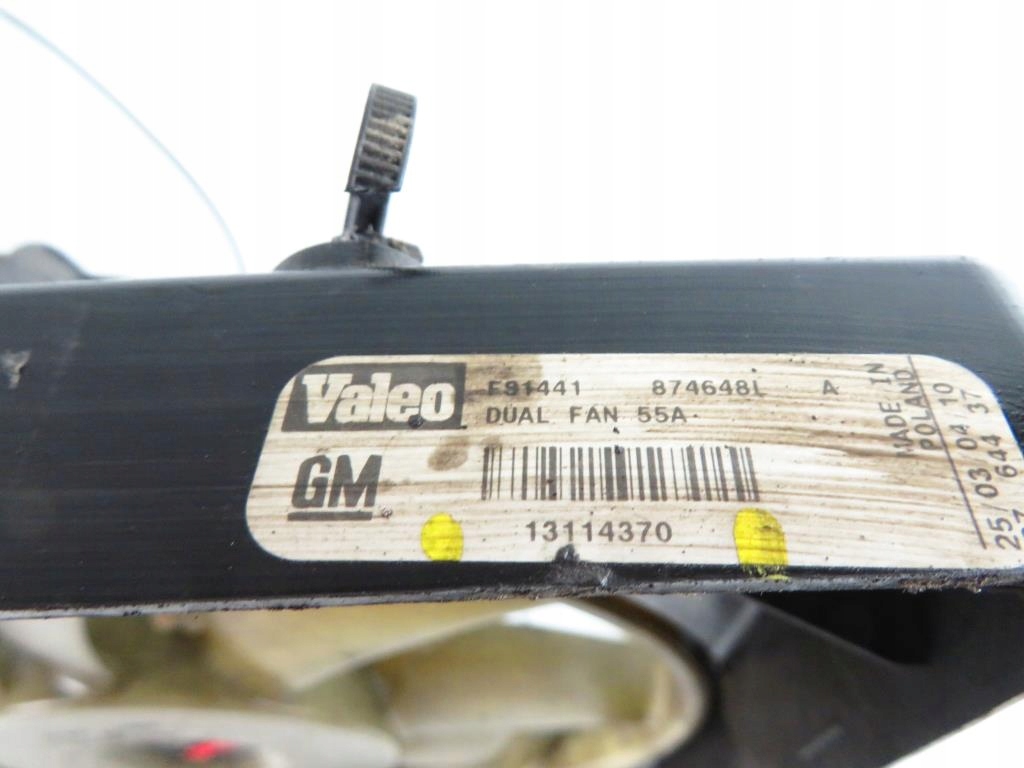 Valeo
F91441 874648L A
DUAL FAN 55A
GM
13114370
MADE IN
POLAND
25/03 04 10
644 37